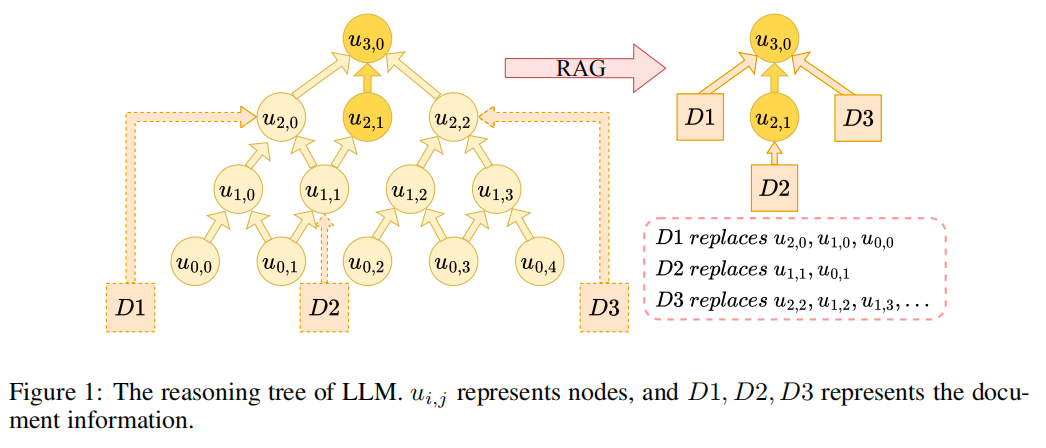 u3,0
RAG
u3,0
u2,0 u2,1 u2,2
D1 u2,1 D3
u1,0 u1,1 u1,2 u1,3
D2
u0,0 u0,1 u0,2 u0,3 u0,4
D1 replaces u2,0, u1,0, u0,0
D2 replaces u1,1, u0,1
D3 replaces u2,2, u1,2, u1,3, ...
D1 D2 D3
Figure 1: The reasoning tree of LLM. ui,j represents nodes, and D1, D2, D3 represents the docu-
ment information.